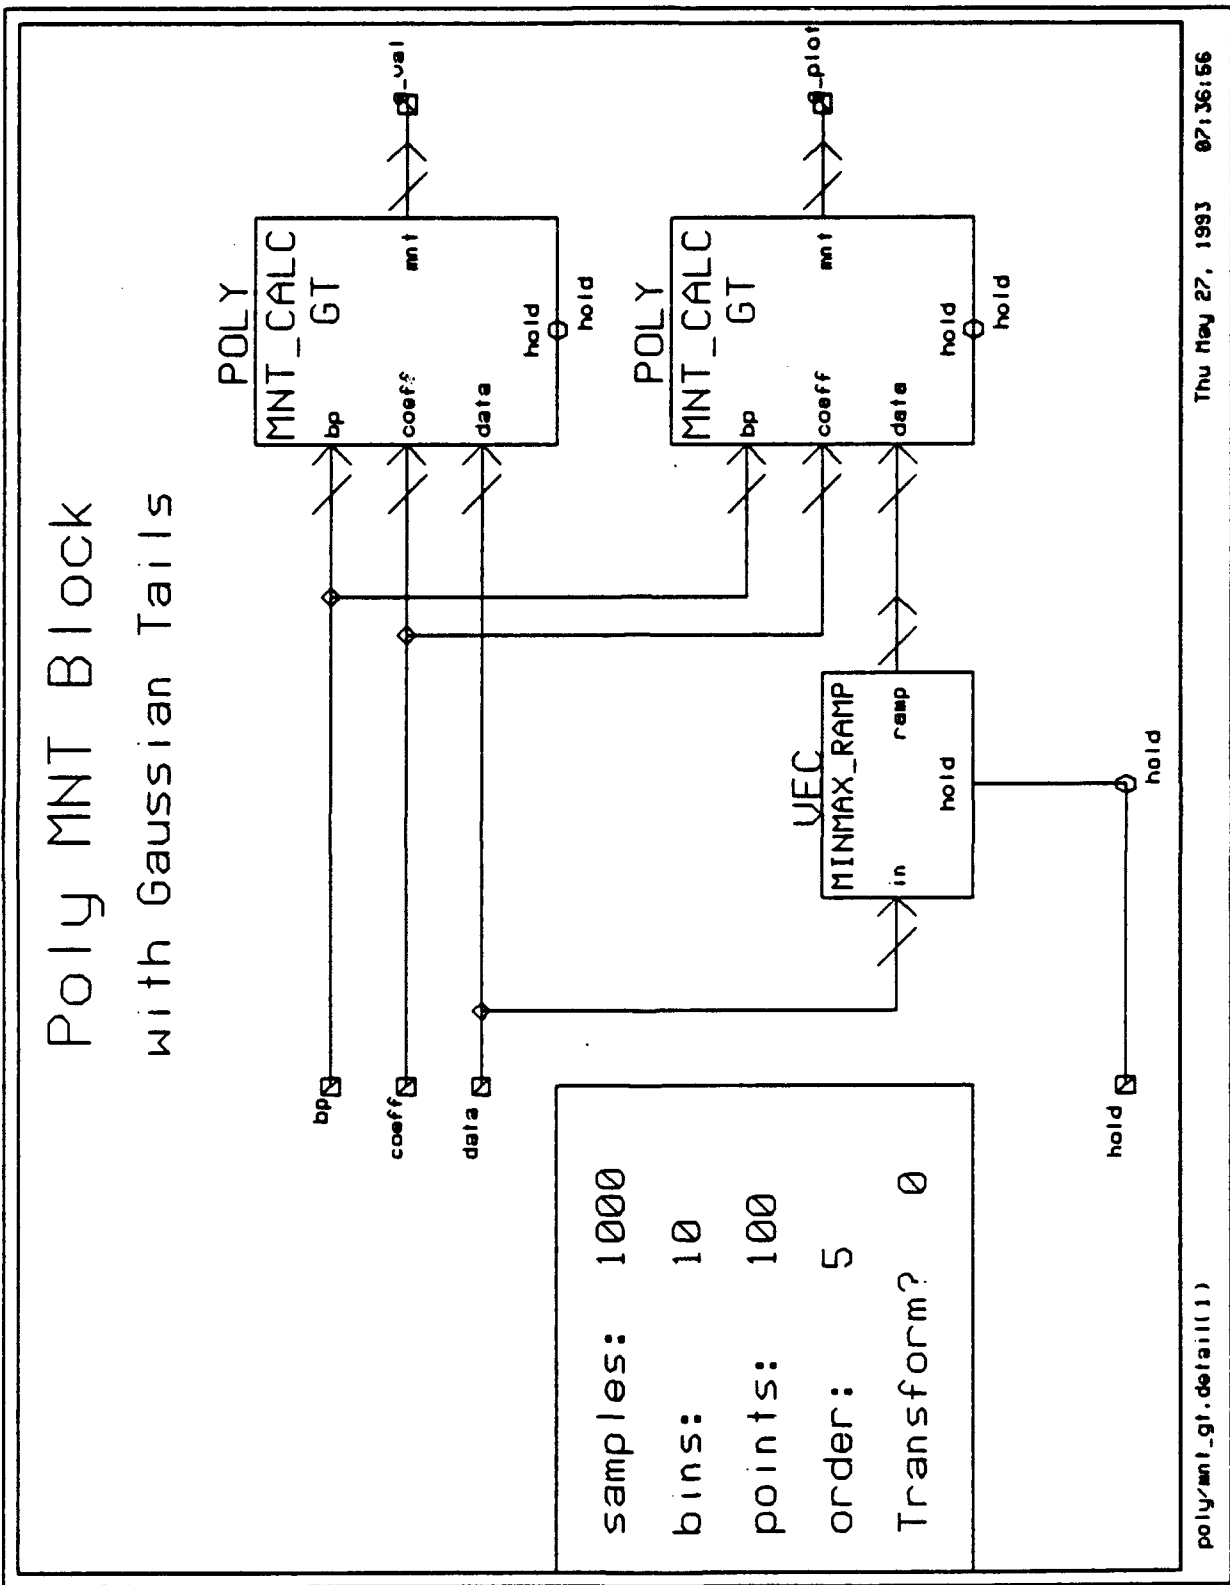 Poly MNT Block
with Gaussian Tails
POLY
MNT_CALC
GT
bp
coeff
data
mnt
hold
hold
bp
coeff
data
POLY
MNT_CALC
GT
bp
coeff
data
mnt
hold
hold
VEC
MINMAX_RAMP
in
ramp
hold
hold
hold
samples: 1000
bins: 10
points: 100
order: 5
Transform? 0
poly/mnt_gt.detail(1)
Thu May 27, 1993 07:36:56